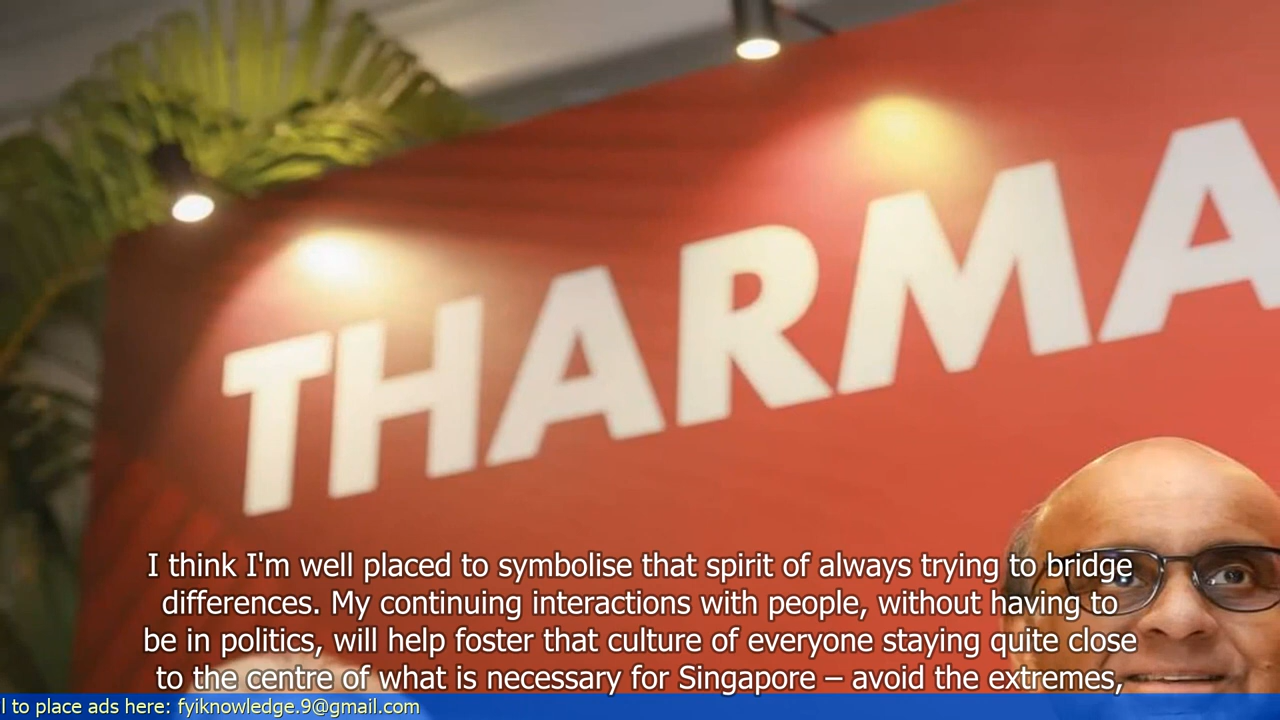 THARMA
I think I'm well placed to symbolise that spirit of always trying to bridge
differences. My continuing interactions with people, without having to
be in politics, will help foster that culture of everyone staying quite close
to the centre of what is necessary for Singapore – avoid the extremes,
l to place ads here: fyiknowledge.9@gmail.com